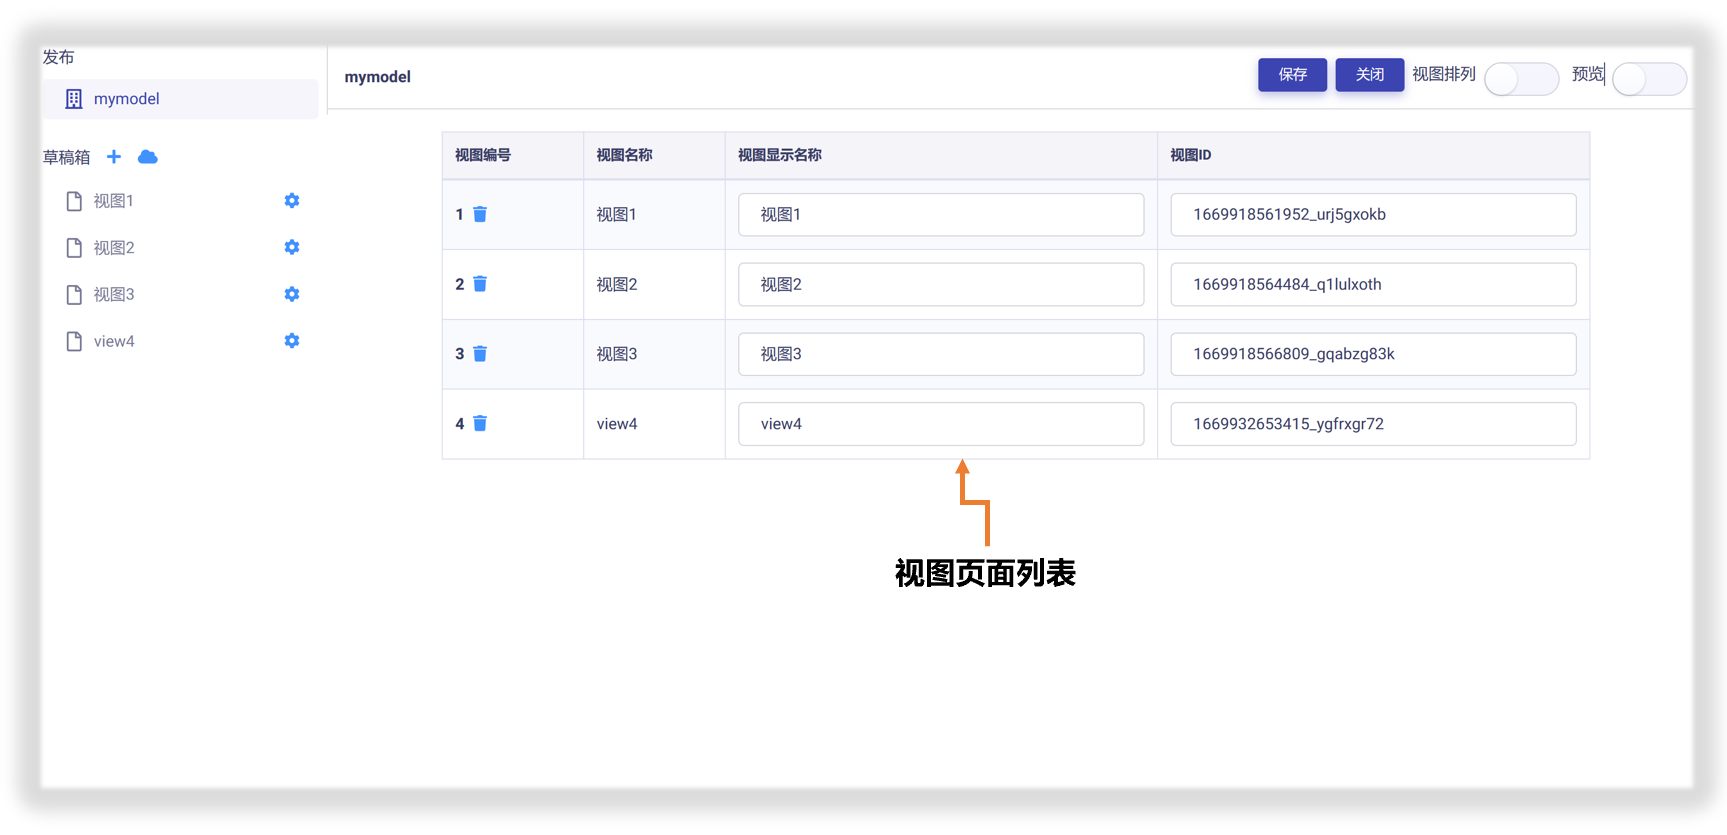 发布
mymodel
草稿箱
视图1
视图2
视图3
view4
mymodel
保存 关闭 视图排列 预览
视图编号 视图名称 视图显示名称 视图ID
1 视图1 视图1 1669918561952_urj5gxokb
2 视图2 视图2 1669918564484_q1lulxoth
3 视图3 视图3 1669918566809_gqabzg83k
4 view4 view4 1669932653415_ygfrxgr72
视图页面列表